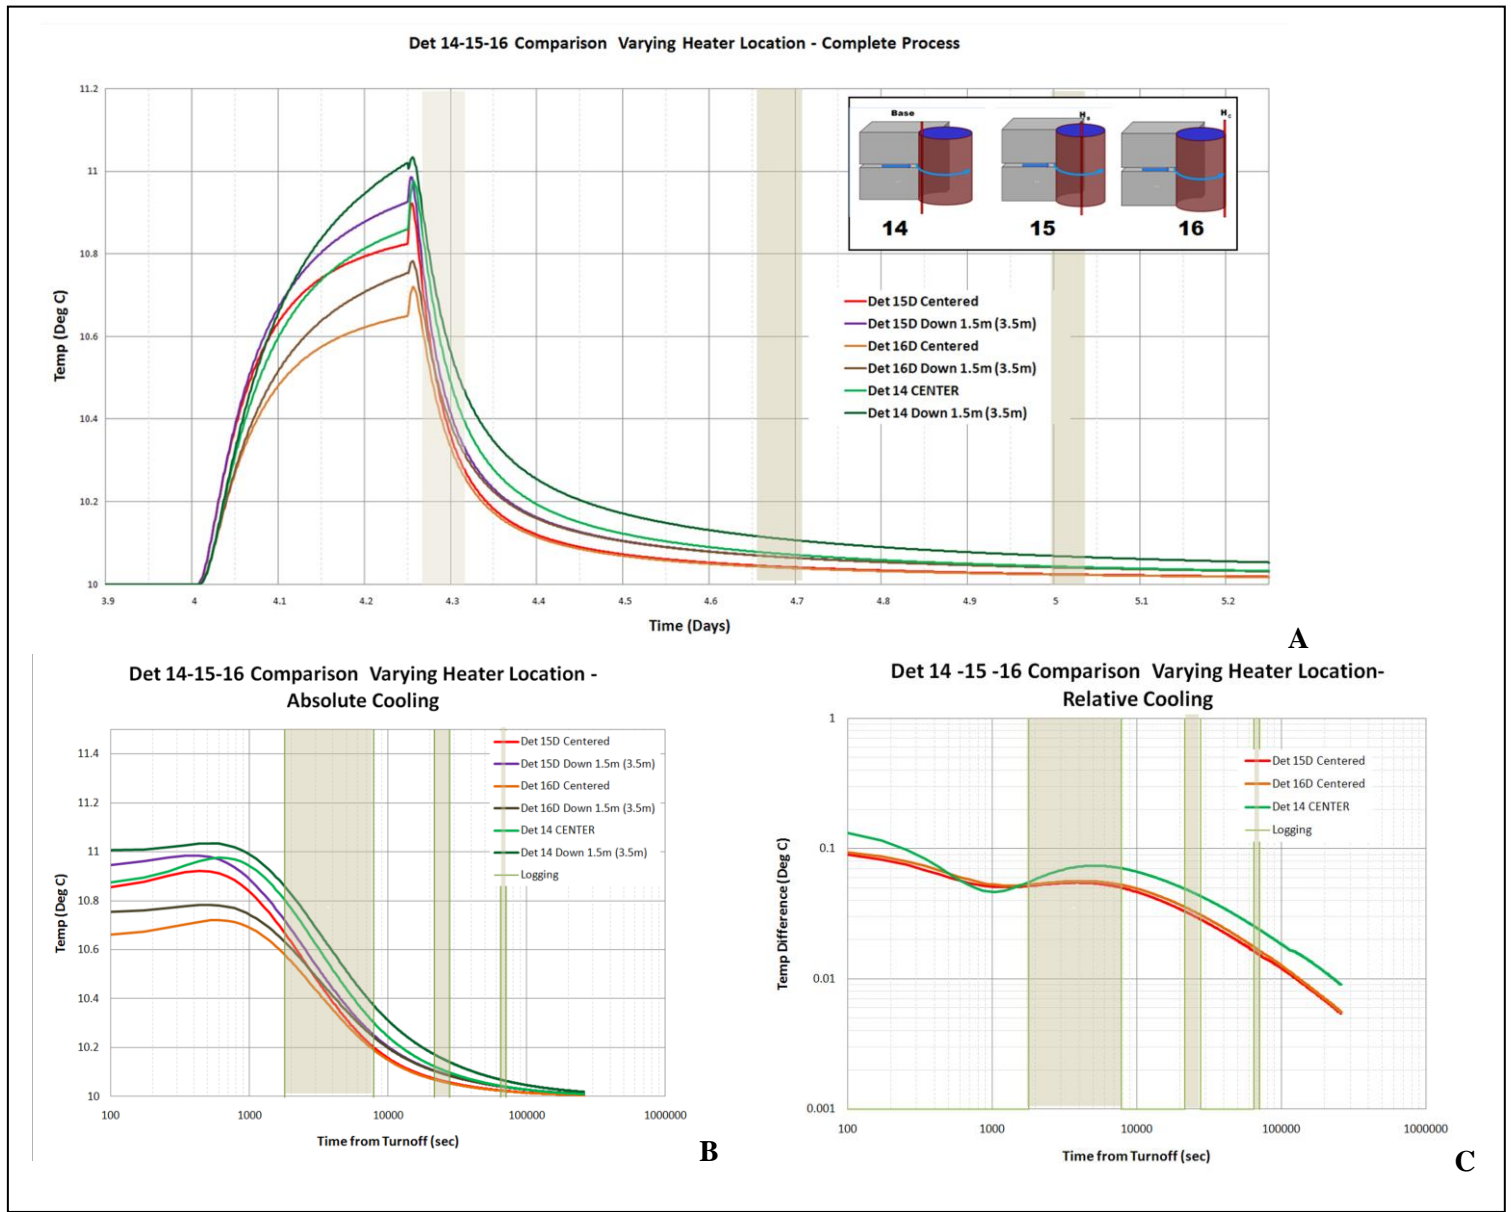 Det 14-15-16 Comparison Varying Heater Location - Complete Process
11.2
11
10.8
10.6
10.4
10.2
10
Temp (Deg C)
3.9 4 4.1 4.2 4.3 4.4 4.5 4.6 4.7 4.8 4.9 5 5.1 5.2
Time (Days)
Base
14
15
H_C
16
Det 15D Centered
Det 15D Down 1.5m (3.5m)
Det 16D Centered
Det 16D Down 1.5m (3.5m)
Det 14 CENTER
Det 14 Down 1.5m (3.5m)
A
Det 14-15-16 Comparison Varying Heater Location -
Absolute Cooling
11.4
11.2
11
10.8
10.6
10.4
10.2
10
Temp (Deg C)
100 1000 10000 100000 1000000
Time from Turnoff (sec)
Det 15D Centered
Det 15D Down 1.5m (3.5m)
Det 16D Centered
Det 16D Down 1.5m (3.5m)
Det 14 CENTER
Det 14 Down 1.5m (3.5m)
Logging
B
Det 14 -15 -16 Comparison Varying Heater Location-
Relative Cooling
1
0.1
0.01
0.001
Temp Difference (Deg C)
100 1000 10000 100000 1000000
Time from Turnoff (sec)
Det 15D Centered
Det 16D Centered
Det 14 CENTER
Logging
C